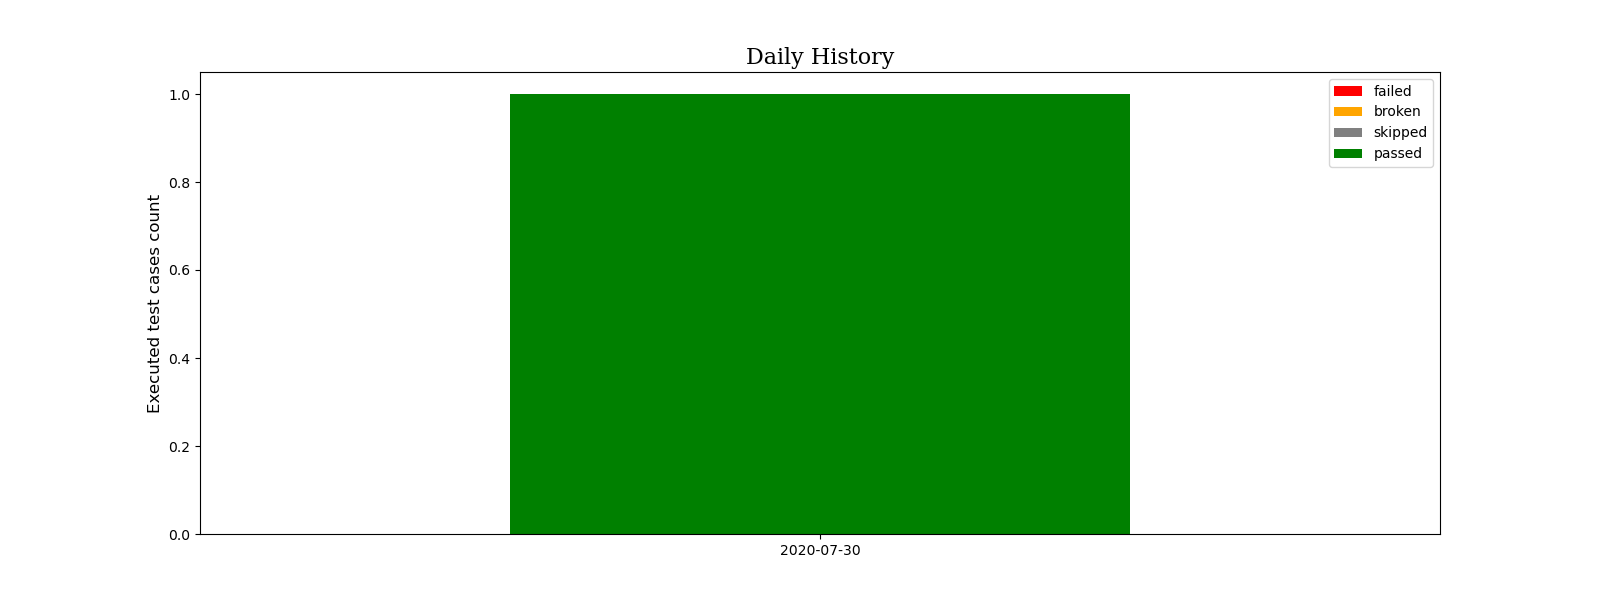 Daily History
failed
broken
skipped
passed
Executed test cases count
1.0
0.8
0.6
0.4
0.2
0.0
2020-07-30